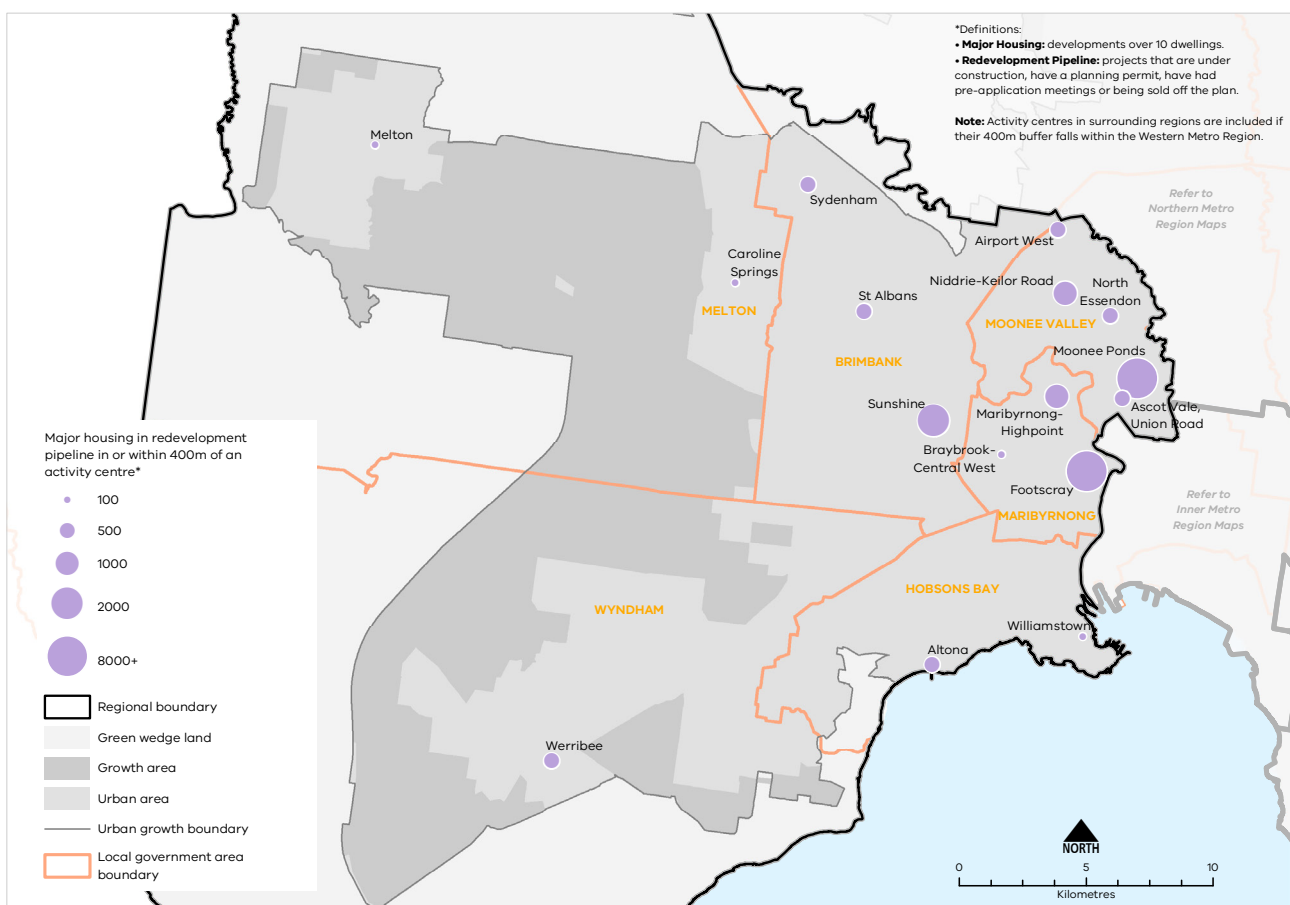 *Definitions:
• Major Housing: developments over 10 dwellings.
• Redevelopment Pipeline: projects that are under
construction, have a planning permit, have had
pre-application meetings or being sold off the plan.
Note: Activity centres in surrounding regions are included if
their 400m buffer falls within the Western Metro Region.
Melton
Sydenham
Refer to
Northern Metro
Region Maps
Airport West
Caroline
Springs
Niddrie-Keilor Road
North
Essendon
St Albans
MELTON
MOONEE VALLEY
Moonee Ponds
BRIMBANK
Sunshine
Maribyrnong-
Highpoint
Ascot Vale,
Union Road
Braybrook-
Central West
Footscray
MARIBYRNONG
Refer to
Inner Metro
Region Maps
HOBSONS BAY
WYNDHAM
Williamstown
Altona
Werribee
Major housing in redevelopment
pipeline in or within 400m of an
activity centre*
100
500
1000
2000
8000+
Regional boundary
Green wedge land
Growth area
Urban area
Urban growth boundary
Local government area
boundary
NORTH
0 5 10
Kilometres